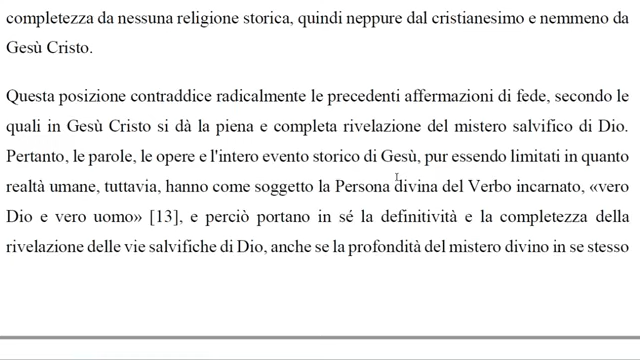 completezza da nessuna religione storica, quindi neppure dal cristianesimo e nemmeno da
Gesù Cristo.
Questa posizione contraddice radicalmente le precedenti affermazioni di fede, secondo le
quali in Gesù Cristo si dà la piena e completa rivelazione del mistero salvifico di Dio.
Pertanto, le parole, le opere e l'intero evento storico di Gesù, pur essendo limitati in quanto
realtà umane, tuttavia, hanno come soggetto la Persona divina del Verbo incarnato, «vero
Dio e vero uomo» [13], e perciò portano in sé la definitività e la completezza della
rivelazione delle vie salvifiche di Dio, anche se la profondità del mistero divino in se stesso